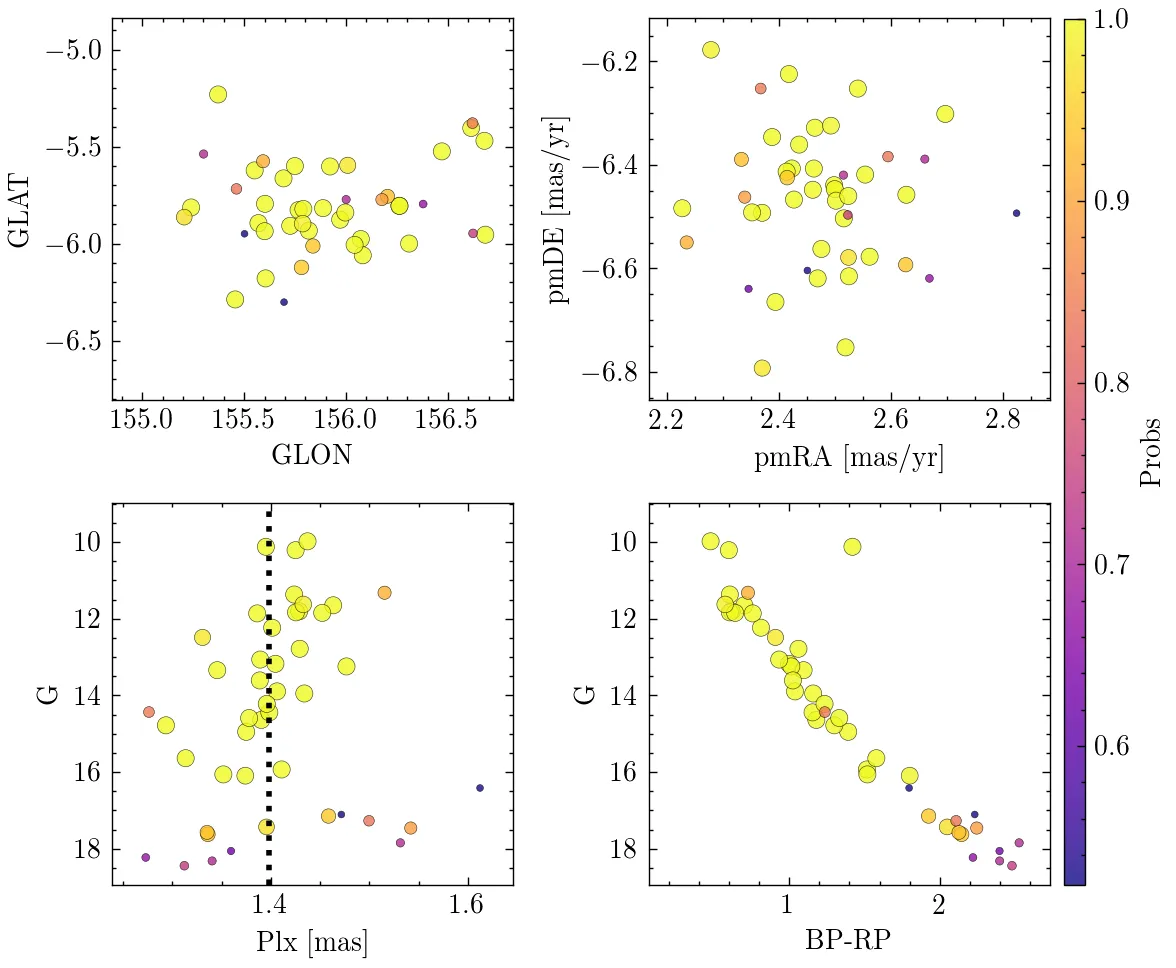 −5.0
−5.5
−6.0
−6.5
GLAT
155.0 155.5 156.0 156.5
GLON
−6.2
−6.4
−6.6
−6.8
pmDE [mas/yr]
2.2 2.4 2.6 2.8
pmRA [mas/yr]
10
12
14
16
18
G
1.4 1.6
Plx [mas]
10
12
14
16
18
G
1 2
BP-RP
1.0
0.9
0.8
0.7
0.6
Probs